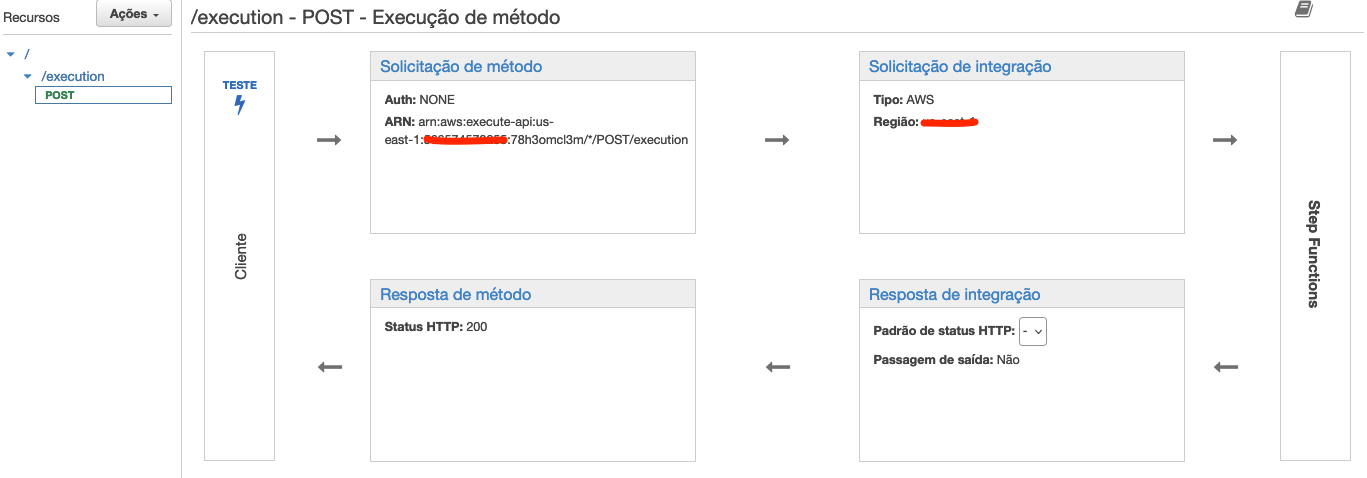 Recursos
Ações
/execution - POST - Execução de método
/
/execution
POST
TESTE
Cliente
Solicitação de método
Auth: NONE
ARN: arn:aws:execute-api:us-
east-1: :78h3omcl3m/*/POST/execution
Solicitação de integração
Tipo: AWS
Região:
Step Functions
Resposta de método
Status HTTP: 200
Resposta de integração
Padrão de status HTTP: -
Passagem de saída: Não